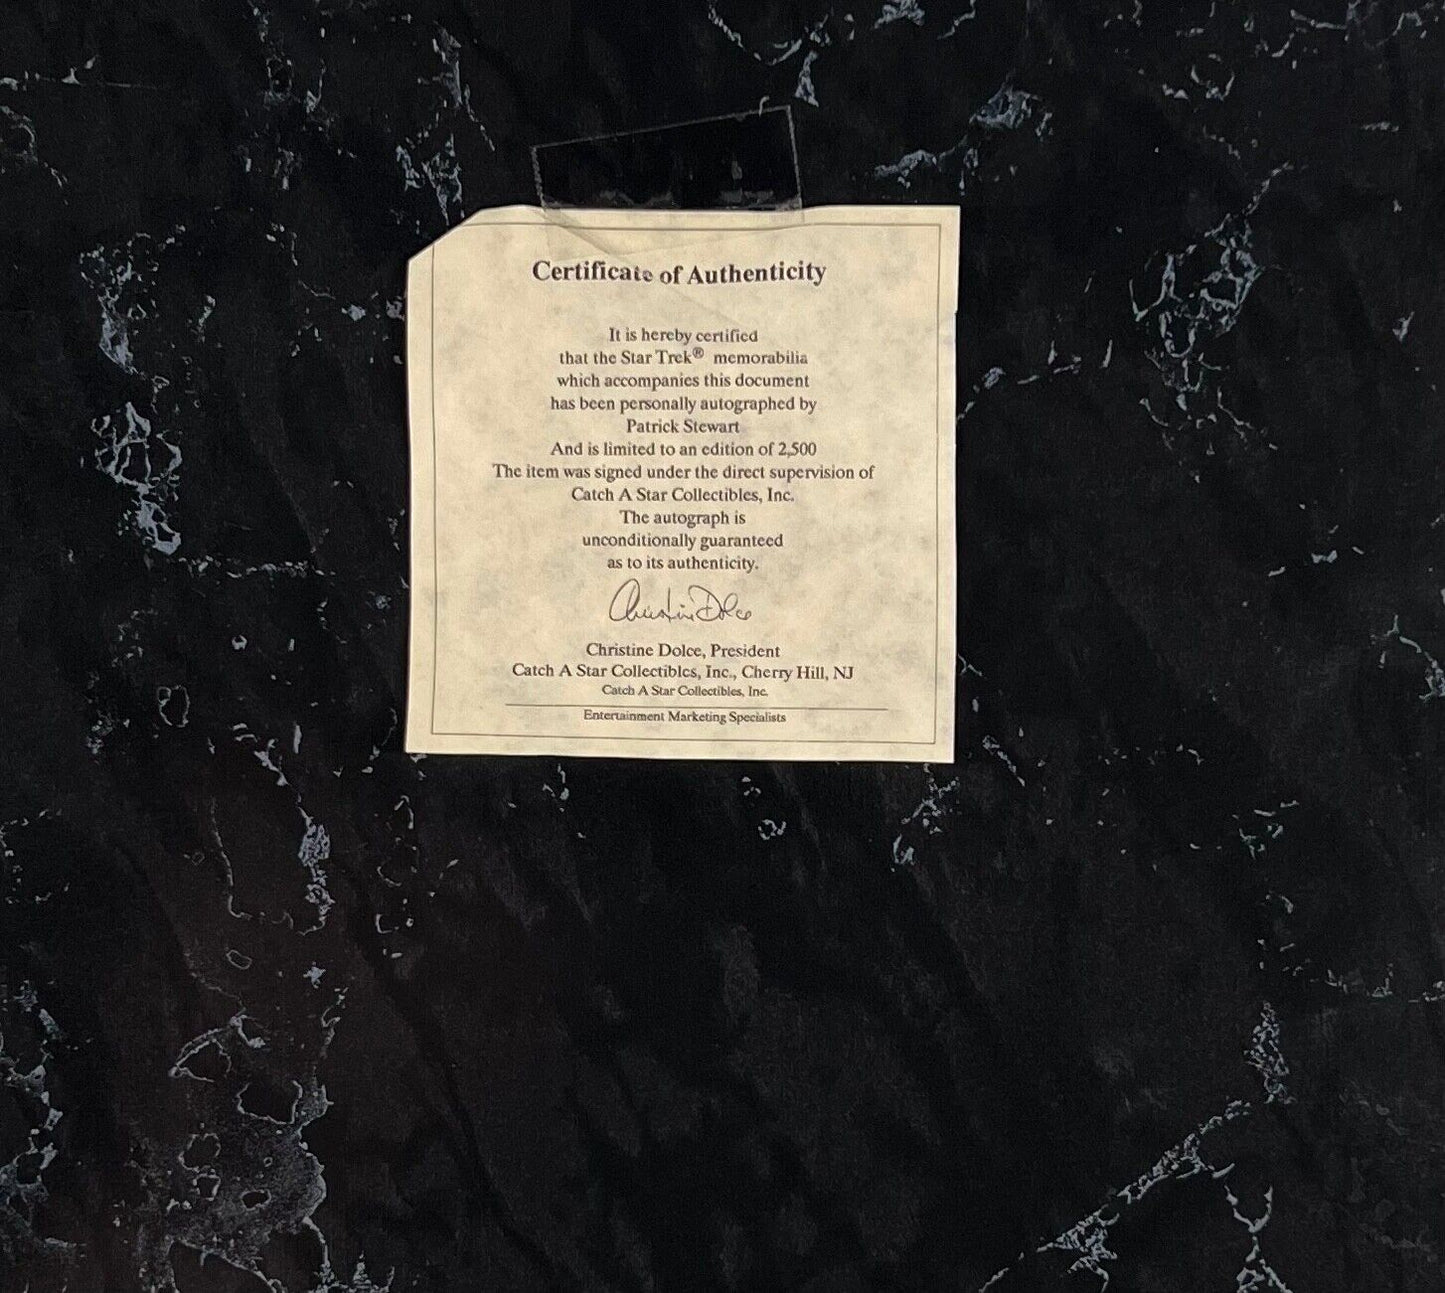 Certificate of Authenticity
It is hereby certified
that the Star Trek® memorabilia
which accompanies this document
has been personally autographed by
Patrick Stewart
And is limited to an edition of 2,500
The item was signed under the direct supervision of
Catch A Star Collectibles, Inc.
The autograph is
unconditionally guaranteed
as to its authenticity.
Christine Dolce
Christine Dolce, President
Catch A Star Collectibles, Inc., Cherry Hill, NJ
Catch A Star Collectibles, Inc.
Entertainment Marketing Specialists